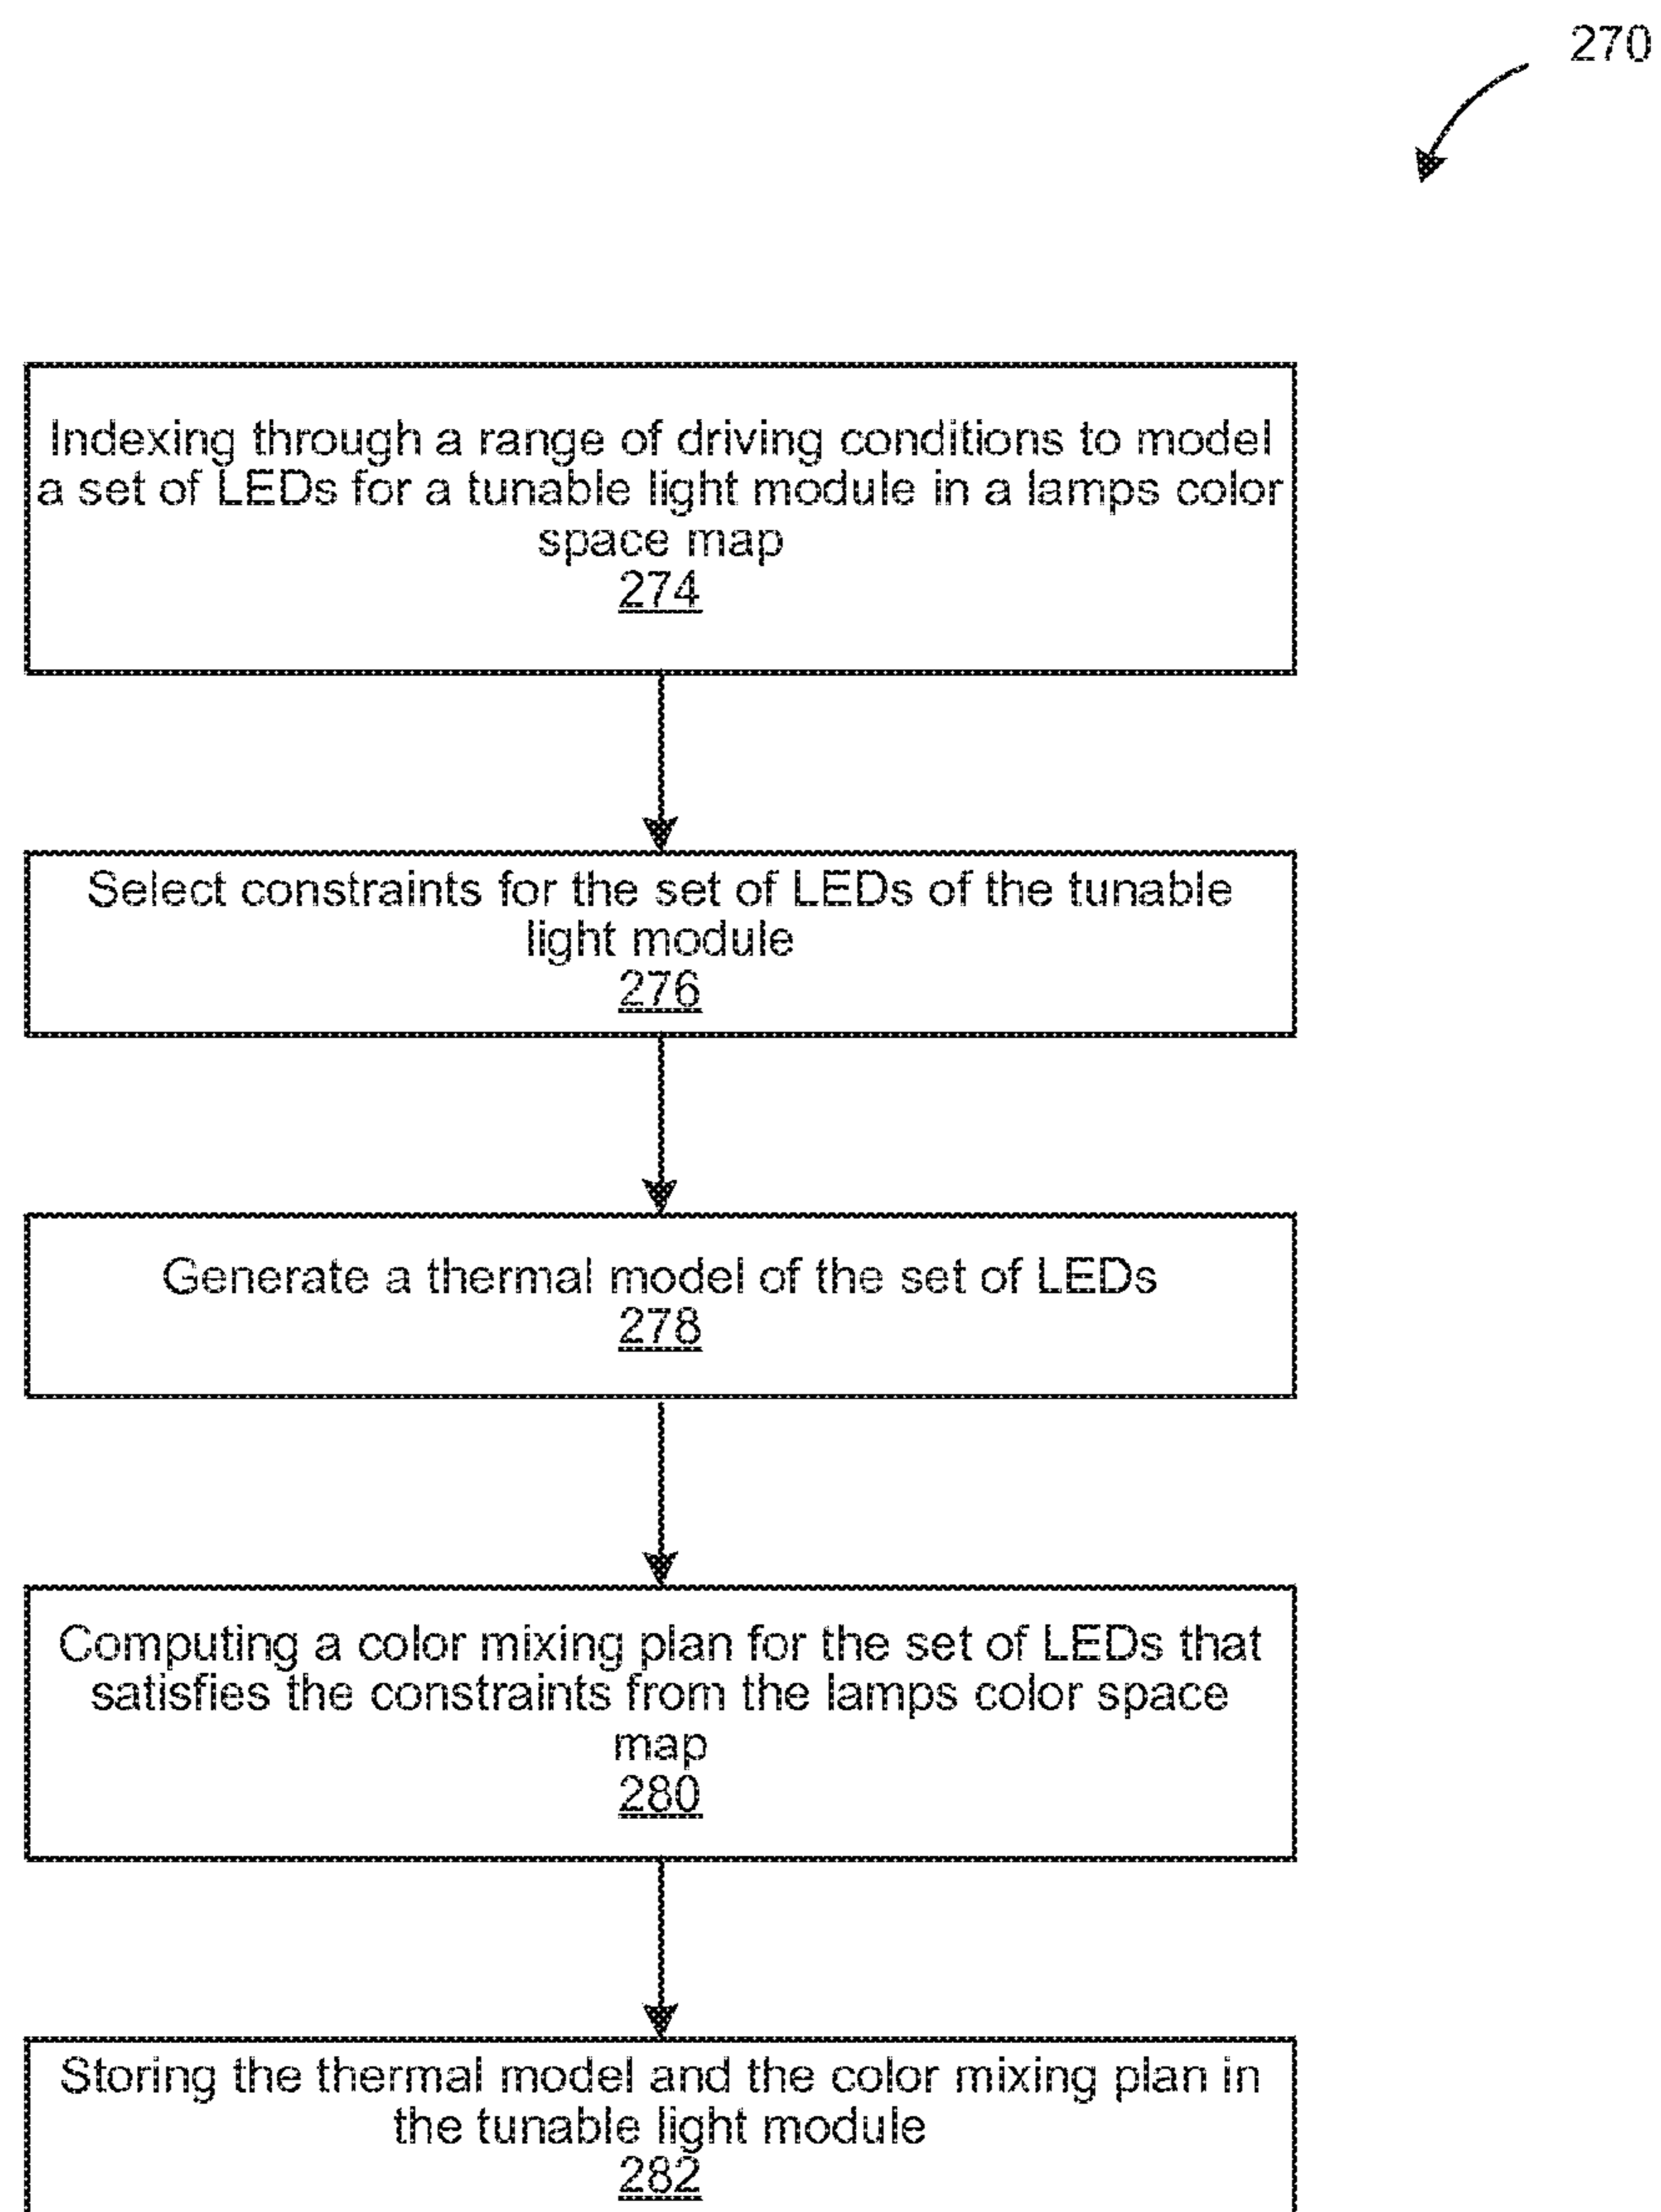 270
Indexing through a range of driving conditions to model
a set of LEDs for a tunable light module in a lamps color
space map
274
Select constraints for the set of LEDs of the tunable
light module
276
Generate a thermal model of the set of LEDs
278
Computing a color mixing plan for the set of LEDs that
satisfies the constraints from the lamps color space
map
280
Storing the thermal model and the color mixing plan in
the tunable light module
282